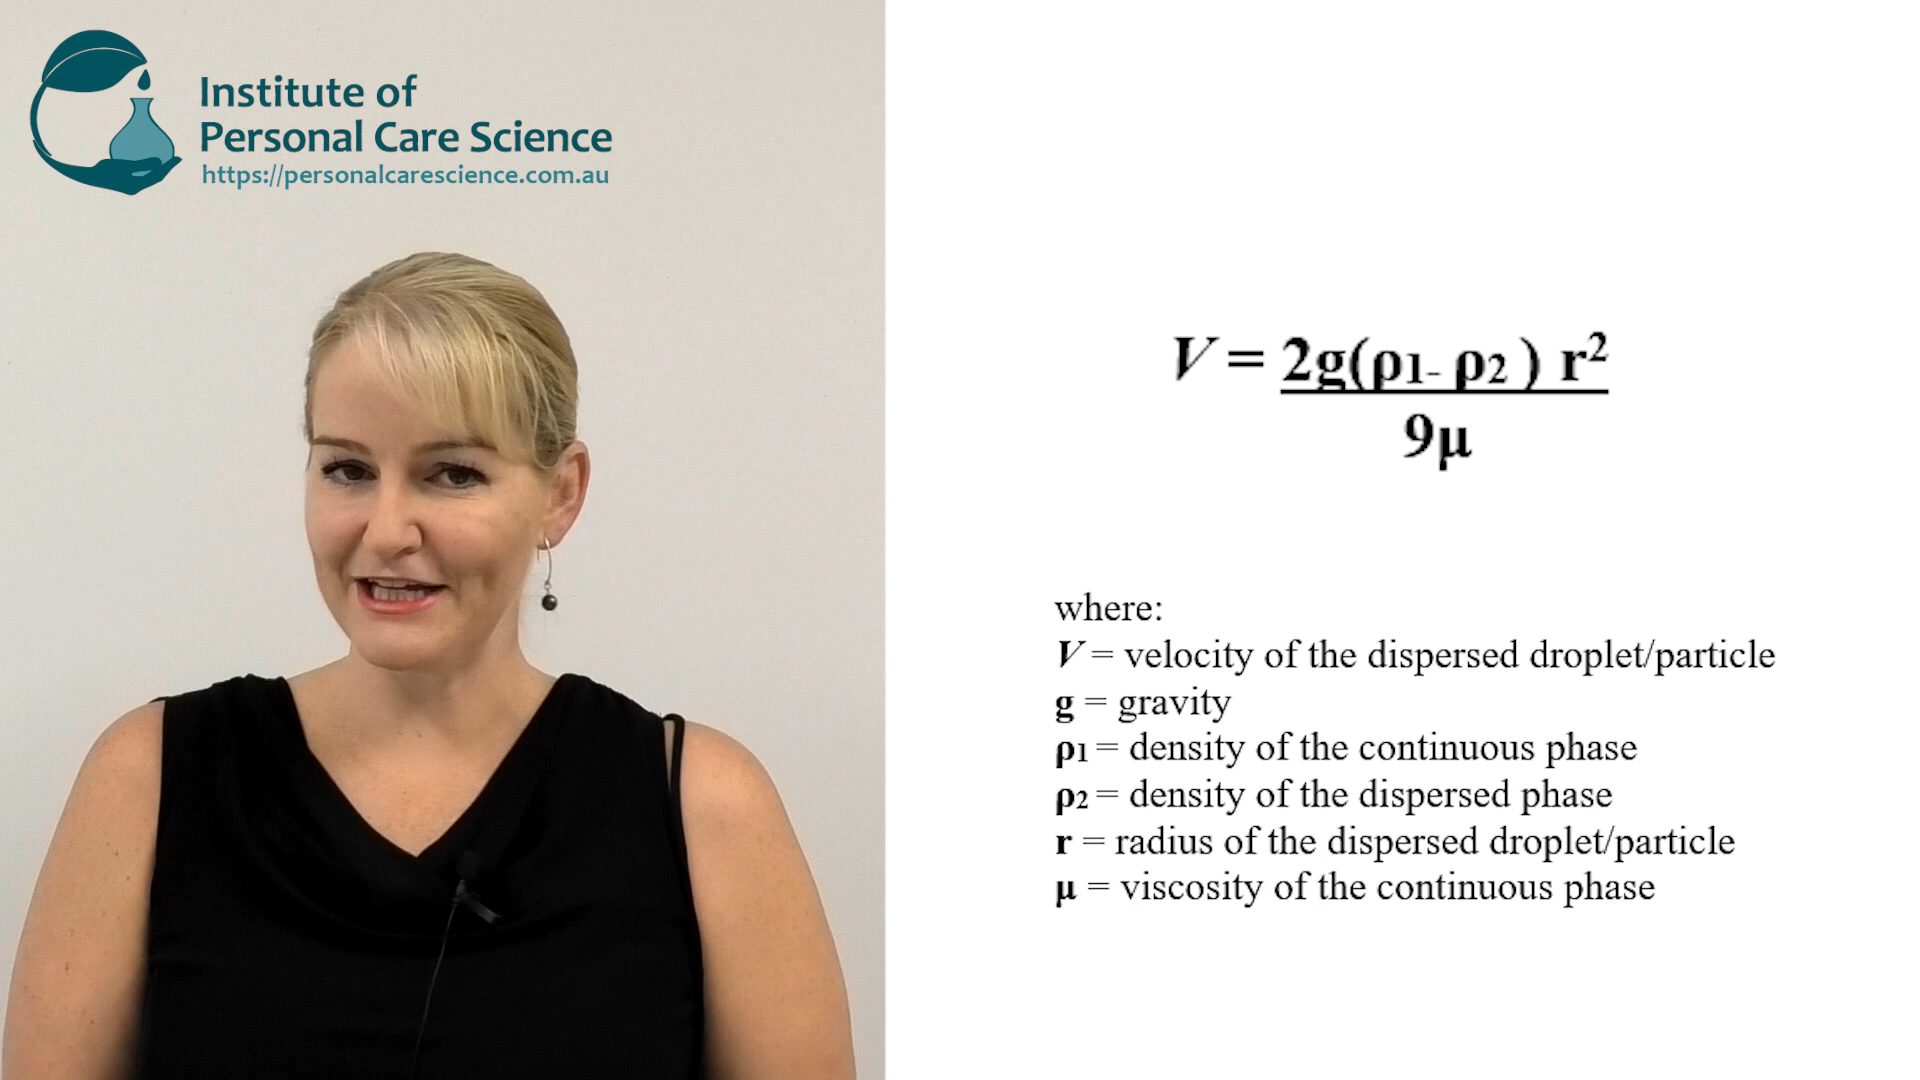 Institute of
Personal Care Science
https://personalcarescience.com.au
V = 2g(ρ1- ρ2 ) r²
9μ
where:
V = velocity of the dispersed droplet/particle
g = gravity
ρ1 = density of the continuous phase
ρ2 = density of the dispersed phase
r = radius of the dispersed droplet/particle
μ = viscosity of the continuous phase